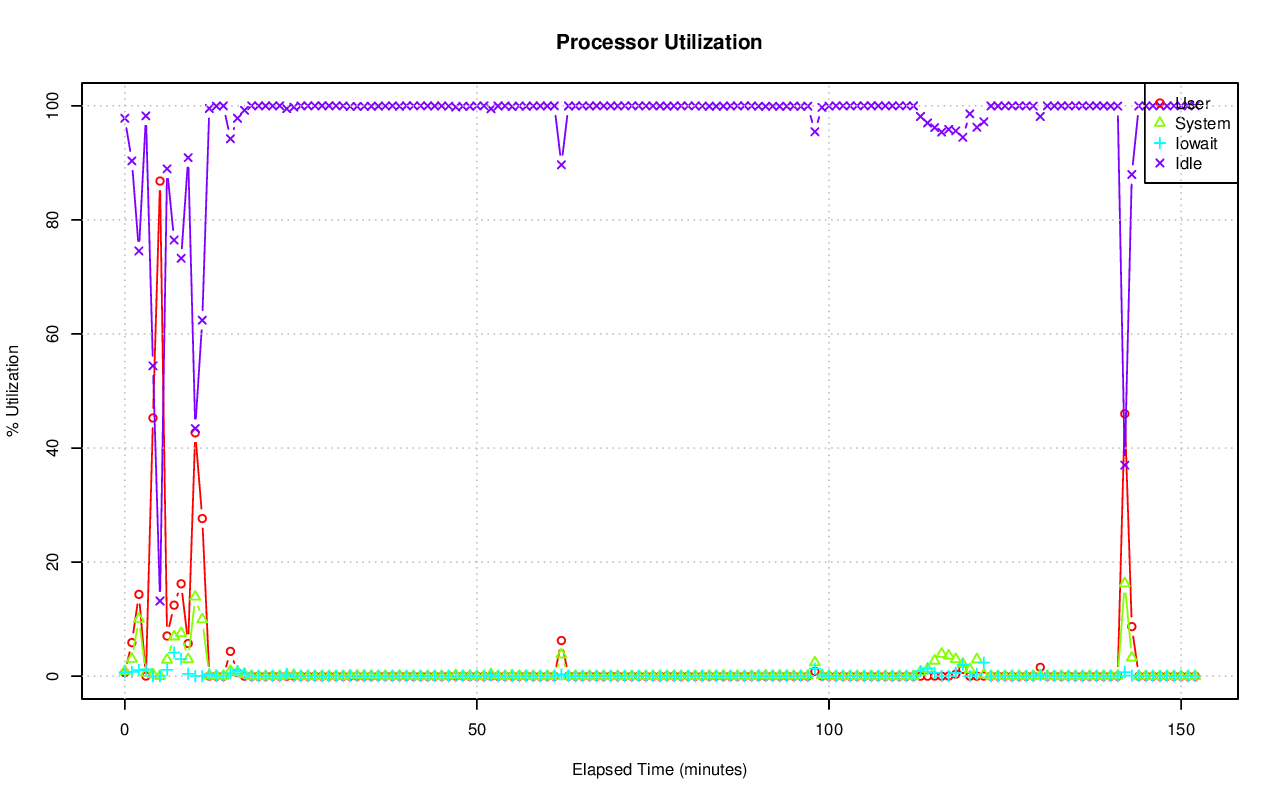 Processor Utilization
% Utilization
100
80
60
40
20
0
User
System
Iowait
Idle
0 50 100 150
Elapsed Time (minutes)